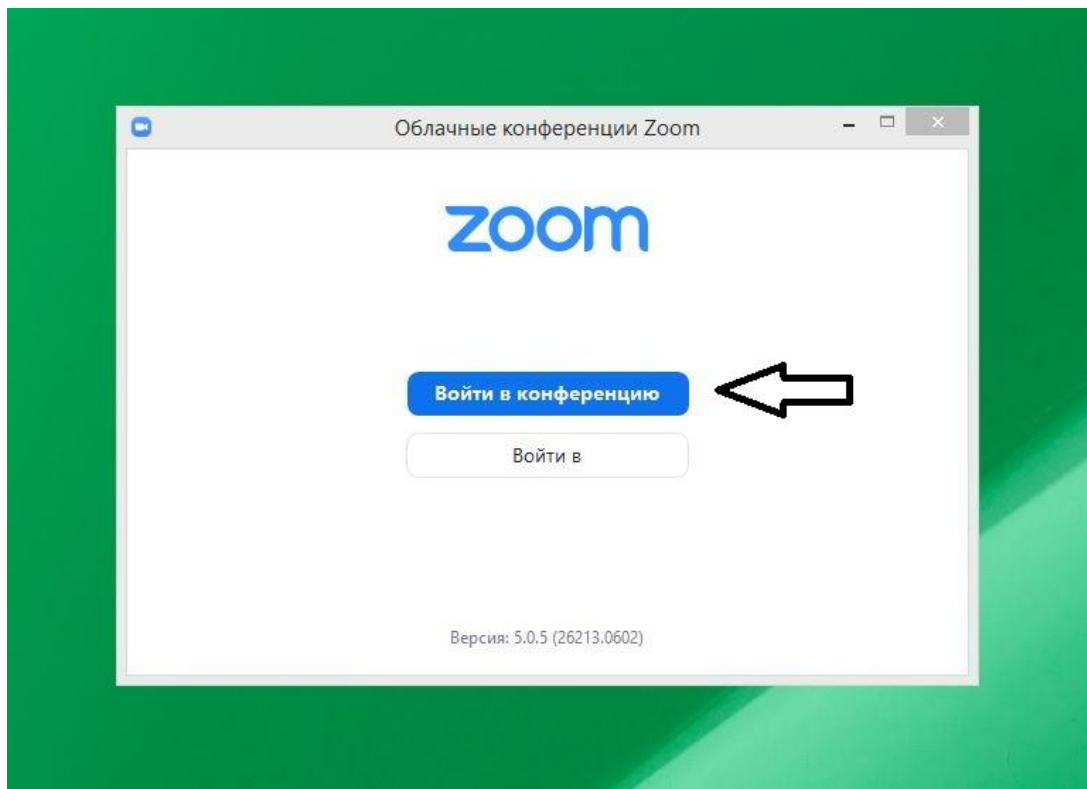 Облачные конференции Zoom
zoom
Войти в конференцию
Войти в
Версия: 5.0.5 (26213.0602)